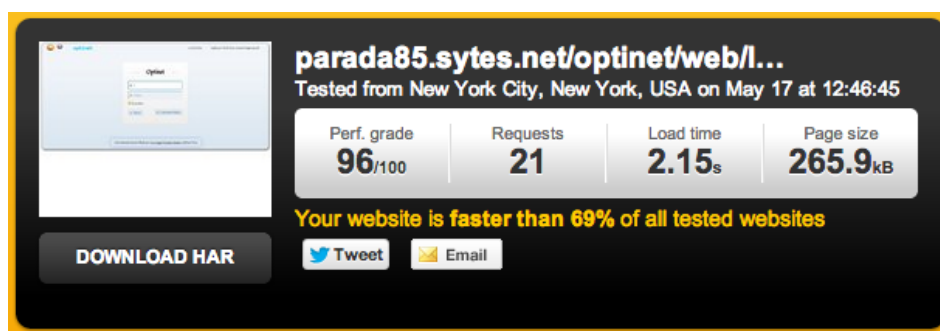 parada85.sytes.net/optinet/web/l...
Tested from New York City, New York, USA on May 17 at 12:46:45
Perf. grade Requests Load time Page size
96/100 21 2.15s 265.9kB
Your website is faster than 69% of all tested websites
Tweet Email
DOWNLOAD HAR
Optinet